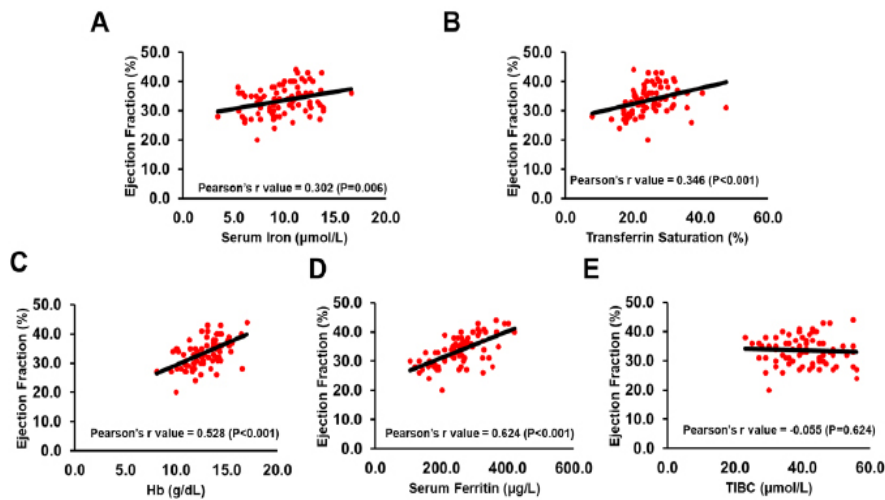 A
Ejection Fraction (%)
50.0
40.0
30.0
20.0
10.0
0.0
Pearson's r value = 0.302 (P=0.006)
0.0 5.0 10.0 15.0 20.0
Serum Iron (µmol/L)
B
Ejection Fraction (%)
50.0
40.0
30.0
20.0
10.0
0.0
Pearson's r value = 0.346 (P<0.001)
0.0 20.0 40.0 60.0
Transferrin Saturation (%)
C
Ejection Fraction (%)
50.0
40.0
30.0
20.0
10.0
0.0
Pearson's r value = 0.528 (P<0.001)
0.0 10.0 15.0 20.0
Hb (g/dL)
D
Ejection Fraction (%)
50.0
40.0
30.0
20.0
10.0
0.0
Pearson's r value = 0.624 (P<0.001)
0.0 200.0 400.0 600.0
Serum Ferritin (µg/L)
E
Ejection Fraction (%)
50.0
40.0
30.0
20.0
10.0
0.0
Pearson's r value = -0.055 (P=0.624)
0.0 20.0 40.0 60.0
TIBC (µmol/L)